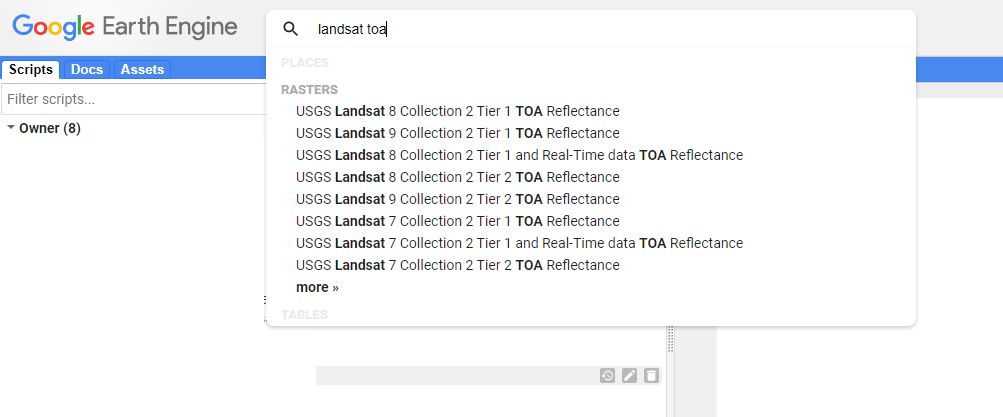 Google Earth Engine
landsat toa
Scripts Docs Assets
Filter scripts...
Owner (8)
PLACES
RASTERS
USGS Landsat 8 Collection 2 Tier 1 TOA Reflectance
USGS Landsat 9 Collection 2 Tier 1 TOA Reflectance
USGS Landsat 8 Collection 2 Tier 1 and Real-Time data TOA Reflectance
USGS Landsat 8 Collection 2 Tier 2 TOA Reflectance
USGS Landsat 9 Collection 2 Tier 2 TOA Reflectance
USGS Landsat 7 Collection 2 Tier 1 TOA Reflectance
USGS Landsat 7 Collection 2 Tier 1 and Real-Time data TOA Reflectance
USGS Landsat 7 Collection 2 Tier 2 TOA Reflectance
more »
TABLES